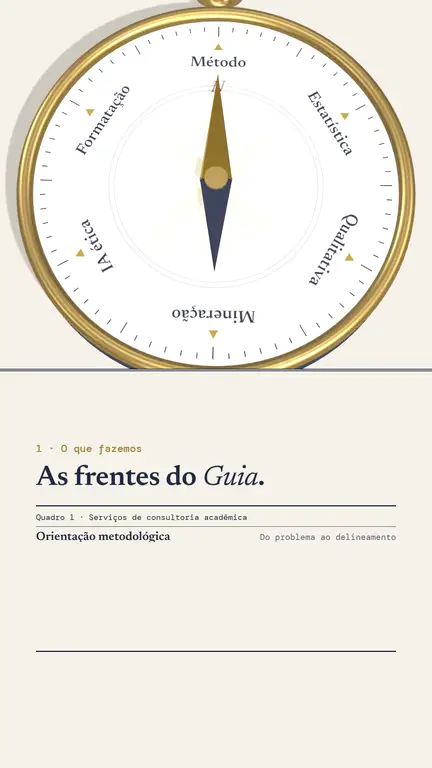 Método
N
Formatação
Estatística
IA ética
Qualitativa
Mineração
1 · O que fazemos
As frentes do Guia.
Quadro 1 · Serviços de consultoria acadêmica
Orientação metodológica Do problema ao delineamento